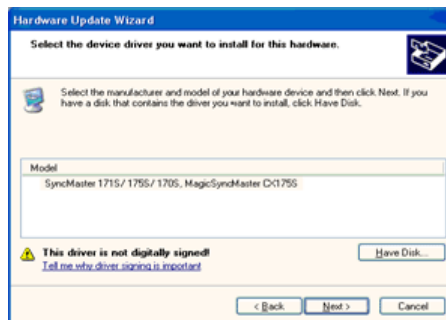 Hardware Update Wizard
Select the device driver you want to install for this hardware.
Select the manufacturer and model of your hardware device and then click Next. If you
have a disk that contains the driver you want to install, click Have Disk.
Model
SyncMaster 171S/ 175S/ 170S, MagicSyncMaster CX175S
This driver is not digitally signed!
Have Disk...
Tell me why driver signing is important
< Back
Next >
Cancel